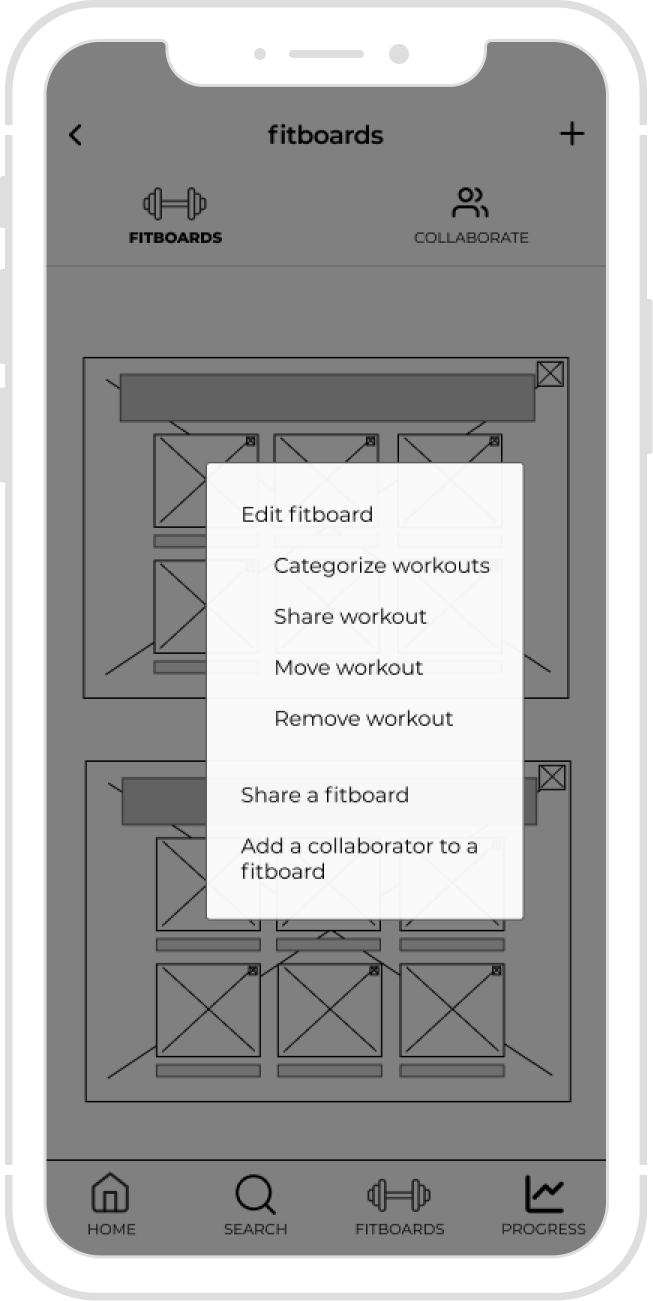 fitboards
FITBOARDS
COLLABORATE
Edit fitboard
Categorize workouts
Share workout
Move workout
Remove workout
Share a fitboard
Add a collaborator to a
fitboard
HOME
SEARCH
FITBOARDS
PROGRESS